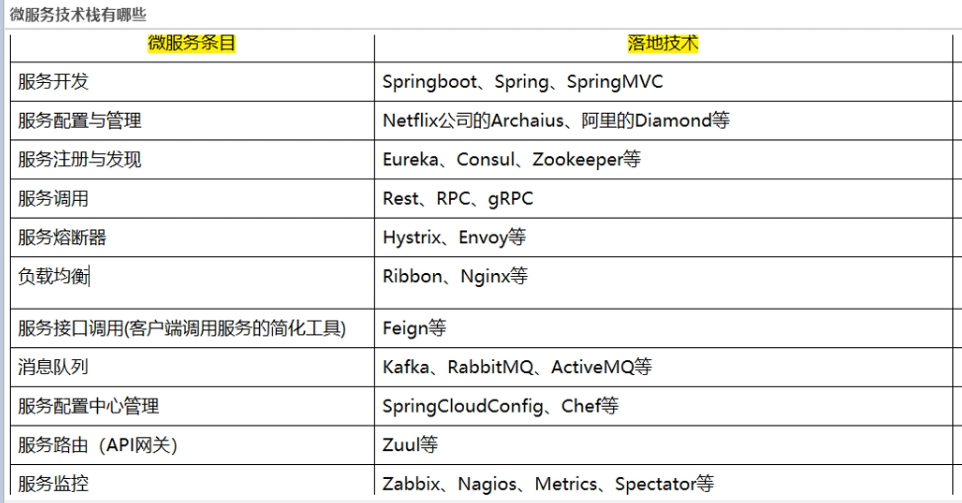 微服务技术栈有哪些
微服务条目 落地技术
服务开发 Springboot、Spring、SpringMVC
服务配置与管理 Netflix公司的Archaius、阿里的Diamond等
服务注册与发现 Eureka、Consul、Zookeeper等
服务调用 Rest、RPC、gRPC
服务熔断器 Hystrix、Envoy等
负载均衡 Ribbon、Nginx等
服务接口调用(客户端调用服务的简化工具) Feign等
消息队列 Kafka、RabbitMQ、ActiveMQ等
服务配置中心管理 SpringCloudConfig、Chef等
服务路由（API网关） Zuul等
服务监控 Zabbix、Nagios、Metrics、Spectator等